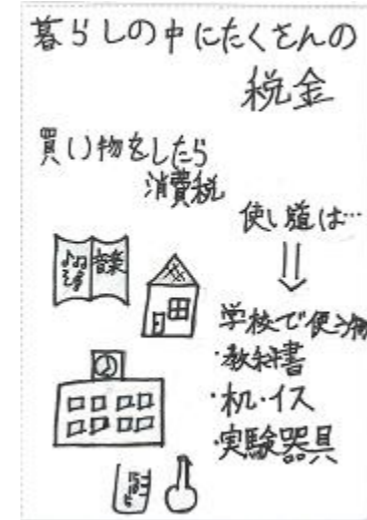 暮らしの中にたくさんの
税金
買い物をしたら
消費税
使い道は…
学校で使う物
・教科書
・机・イス
・実験器具
音楽